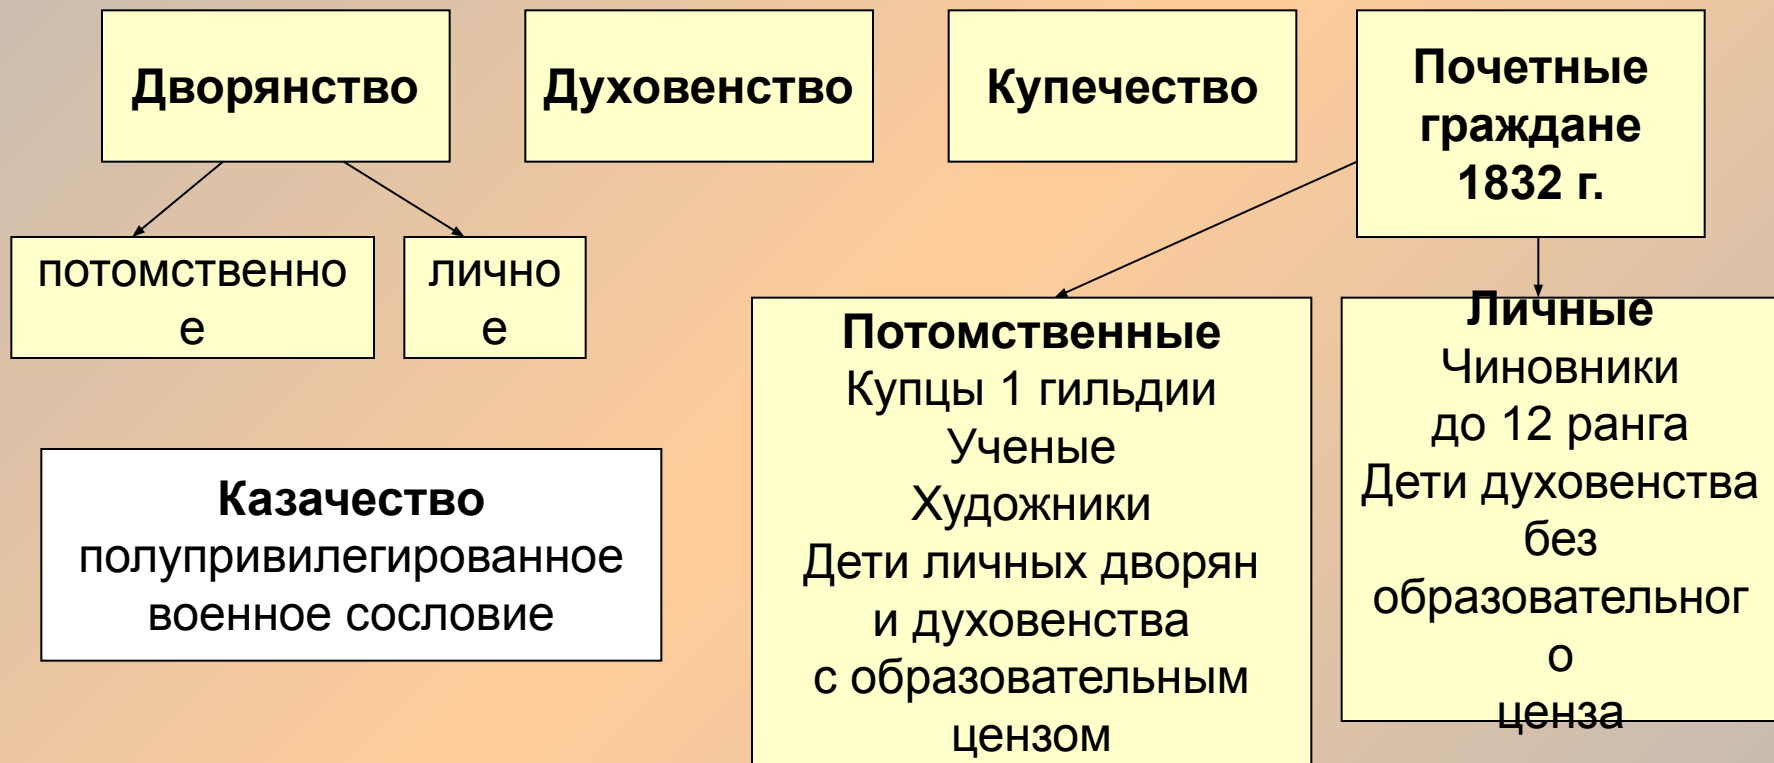 Дворянство
Духовенство
Купечество
Почетные
граждане
1832 г.
потомственно
е
лично
е
Казачество
полупривилегированное
военное сословие
Потомственные
Купцы 1 гильдии
Ученые
Художники
Дети личных дворян
и духовенства
с образовательным
цензом
Личные
Чиновники
до 12 ранга
Дети духовенства
без
образовательног
о
ценза